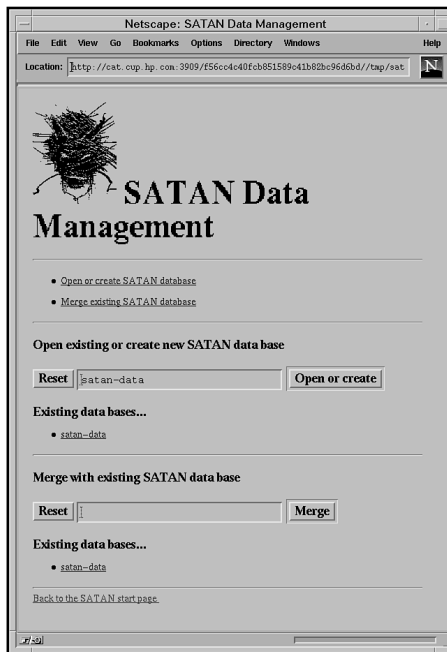 Netscape: SATAN Data Management
File Edit View Go Bookmarks Options Directory Windows Help
Location: http://cat.cup.hp.com:3909/f56cc4c40fcb851589c41b82bc96d6bd//tmp/sat
N
SATAN Data
Management
Open or create SATAN database
Merge existing SATAN database
Open existing or create new SATAN data base
Reset satan-data Open or create
Existing data bases...
satan-data
Merge with existing SATAN data base
Reset Merge
Existing data bases...
satan-data
Back to the SATAN start page.